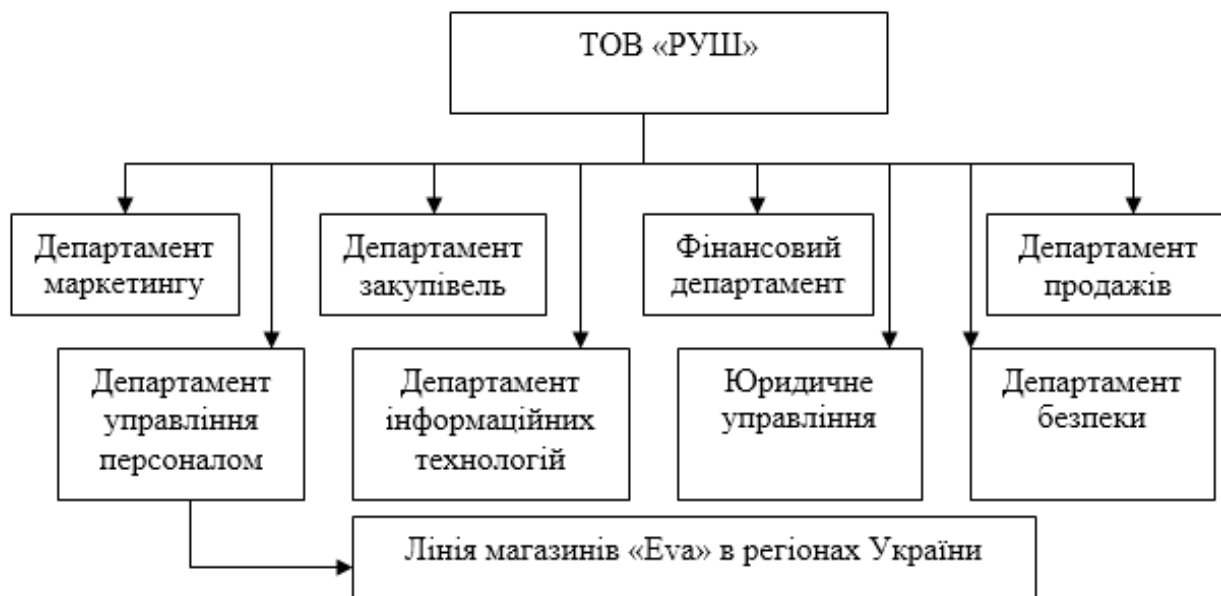 ТОВ «РУШ»
Департамент
маркетингу
Департамент
закупівель
Фінансовий
департамент
Департамент
продажів
Департамент
управління
персоналом
Департамент
інформаційних
технологій
Юридичне
управління
Департамент
безпеки
Лінія магазинів «Eva» в регіонах України